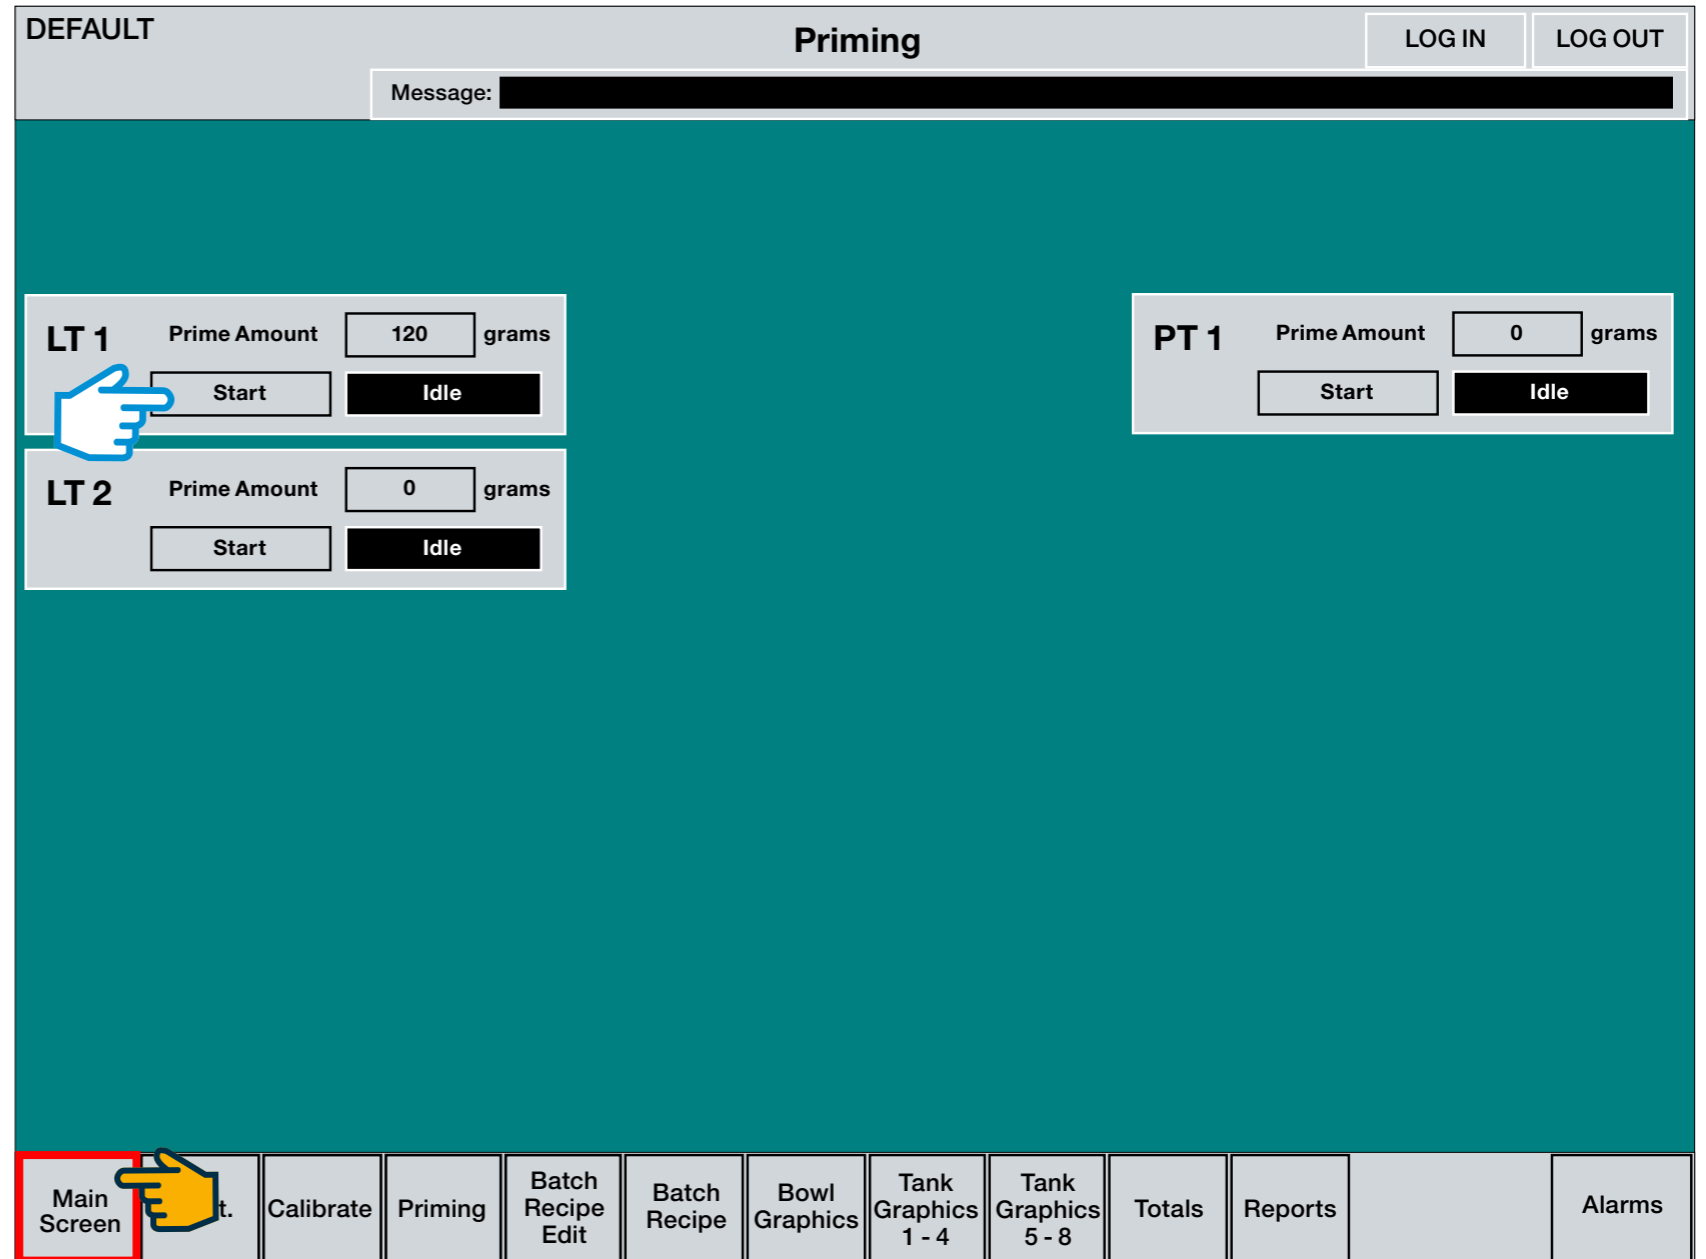 DEFAULT
Priming
LOG IN
LOG OUT
Message:
LT 1
Prime Amount
120
grams
Start
Idle
PT 1
Prime Amount
0
grams
Start
Idle
LT 2
Prime Amount
0
grams
Start
Idle
Main
Screen
Calibrate
Priming
Batch
Recipe
Edit
Batch
Recipe
Bowl
Graphics
Tank
Graphics
1 - 4
Tank
Graphics
5 - 8
Totals
Reports
Alarms